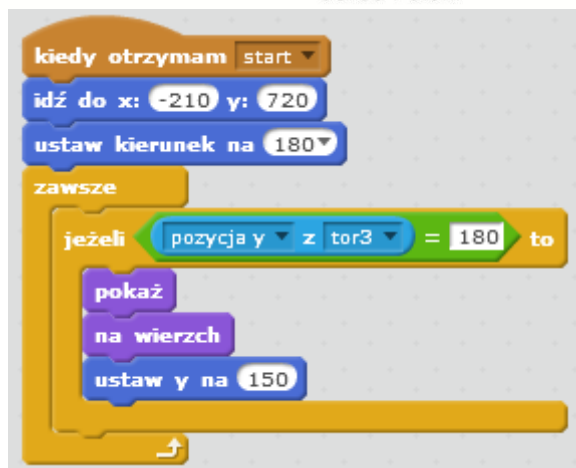 kiedy otrzymam start
idź do x: -210 y: 720
ustaw kierunek na 180
zawsze
jeżeli pozycja y z tor3 = 180 to
pokaż
na wierzch
ustaw y na 150